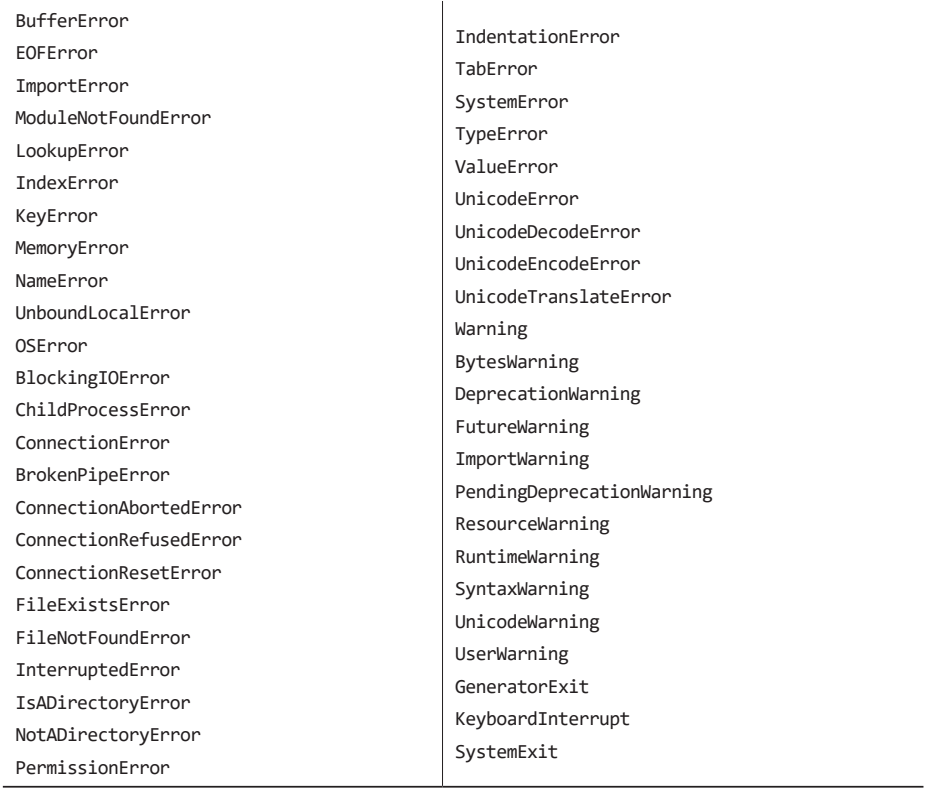 BufferError
EOFError
ImportError
ModuleNotFoundError
LookupError
IndexError
KeyError
MemoryError
NameError
UnboundLocalError
OSError
BlockingIOError
ChildProcessError
ConnectionError
BrokenPipeError
ConnectionAbortedError
ConnectionRefusedError
ConnectionResetError
FileExistsError
FileNotFoundError
InterruptedError
IsADirectoryError
NotADirectoryError
PermissionError
IndentationError
TabError
SystemError
TypeError
ValueError
UnicodeError
UnicodeDecodeError
UnicodeEncodeError
UnicodeTranslateError
Warning
BytesWarning
DeprecationWarning
FutureWarning
ImportWarning
PendingDeprecationWarning
ResourceWarning
RuntimeWarning
SyntaxWarning
UnicodeWarning
UserWarning
GeneratorExit
KeyboardInterrupt
SystemExit